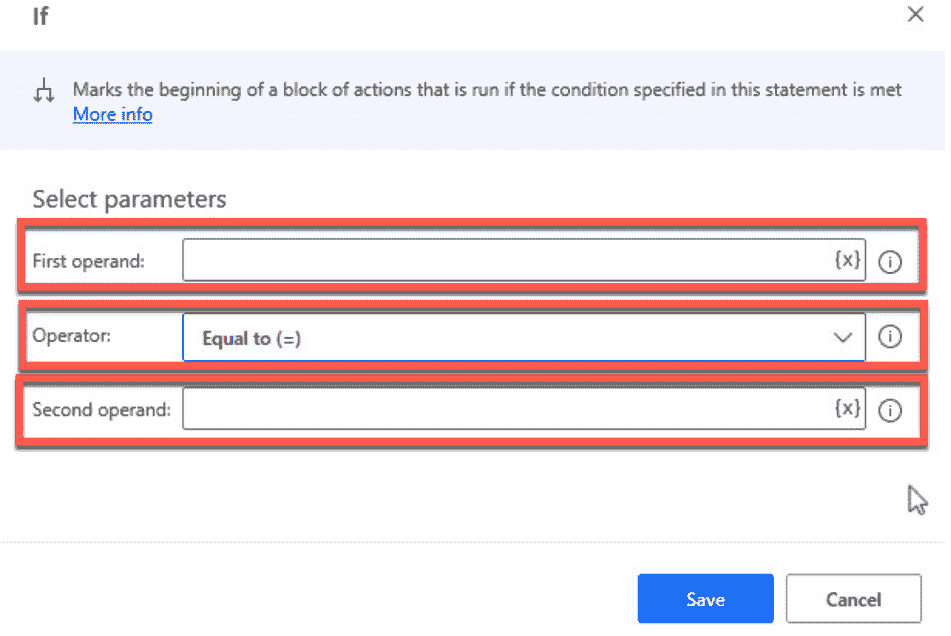 If
Marks the beginning of a block of actions that is run if the condition specified in this statement is met
More info
Select parameters
First operand: {x}
Operator: Equal to (=)
Second operand: {x}
Save Cancel